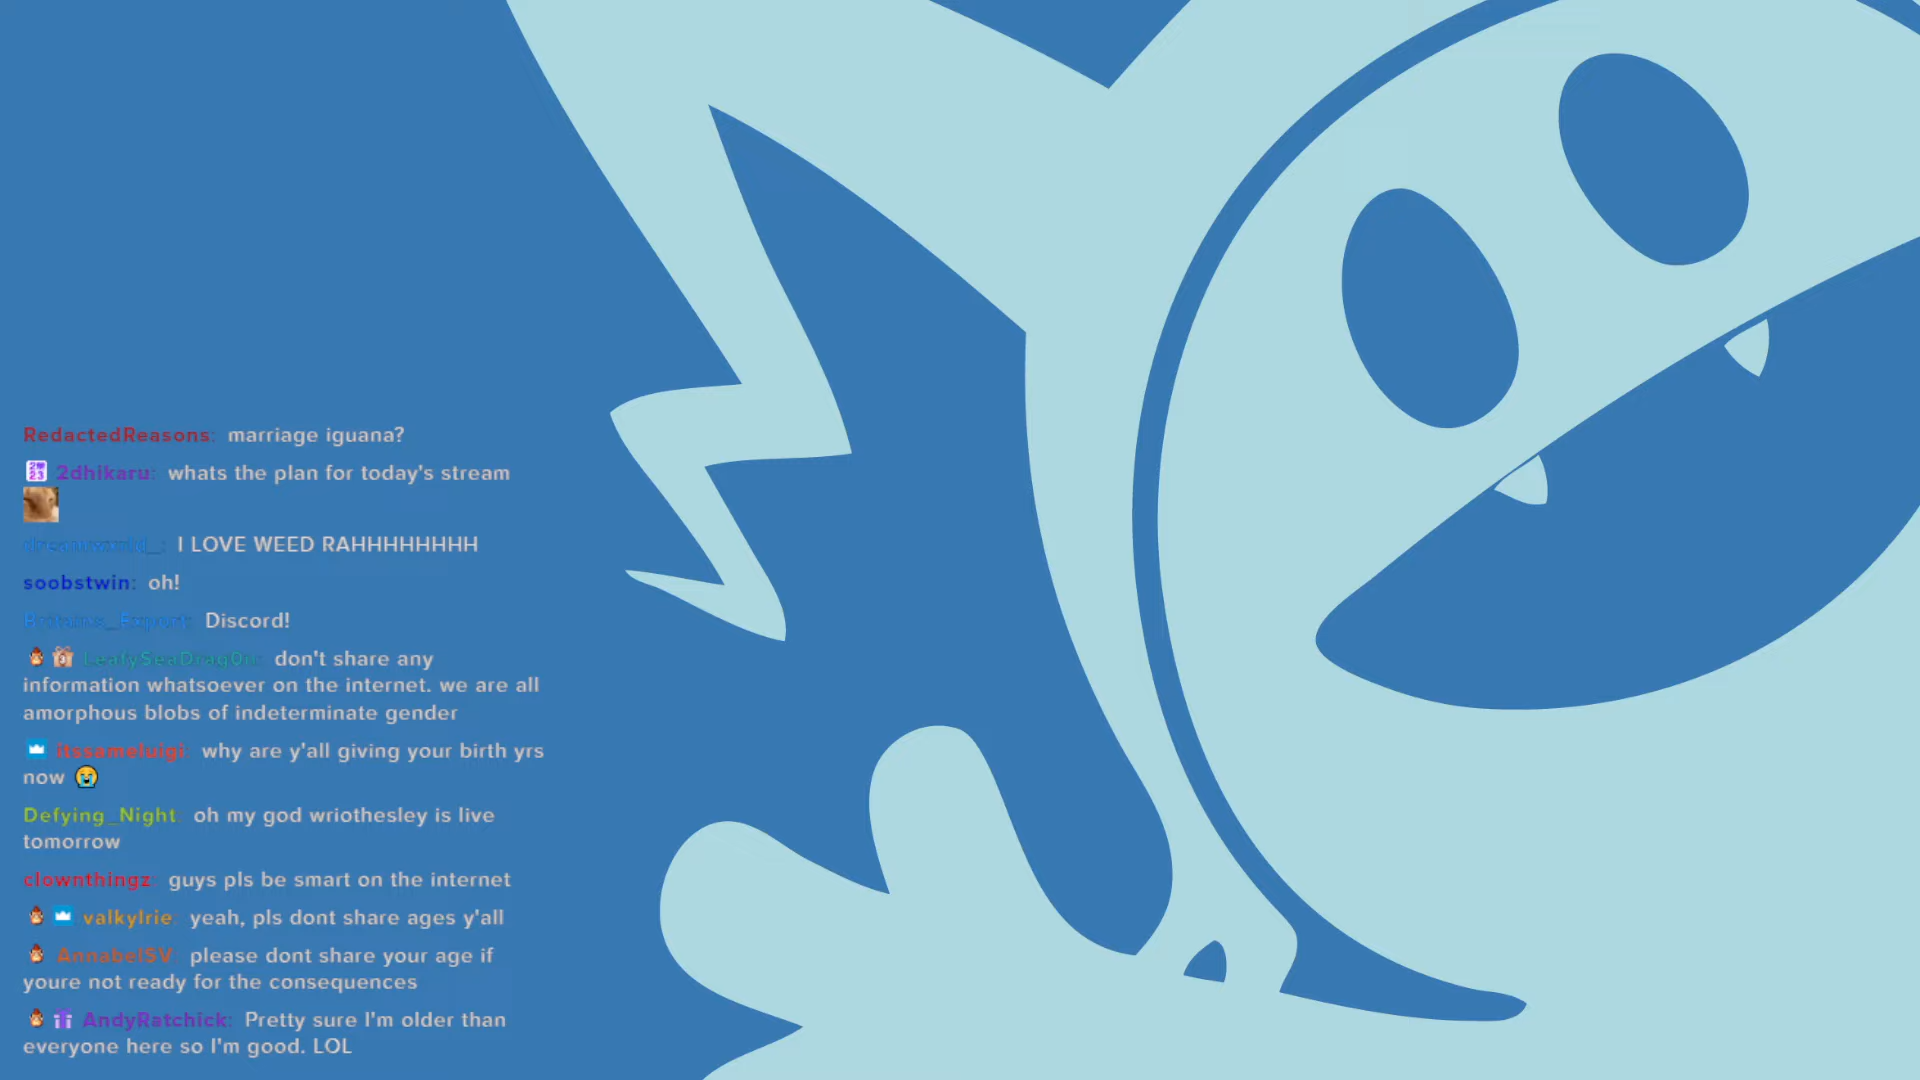 RedactedReasons: marriage iguana?
2dhikaru: whats the plan for today's stream
I LOVE WEED RAHHHHHHHH
soobstwin: oh!
Discord!
LeafySeaDrag0n: don't share any
information whatsoever on the internet. we are all
amorphous blobs of indeterminate gender
itssameluigi: why are y'all giving your birth yrs
now
Defying_Night: oh my god wriothesley is live
tomorrow
clownthingz: guys pls be smart on the internet
valkylrie: yeah, pls dont share ages y'all
AnnabelSV: please dont share your age if
youre not ready for the consequences
AndyRatchick: Pretty sure I'm older than
everyone here so I'm good. LOL